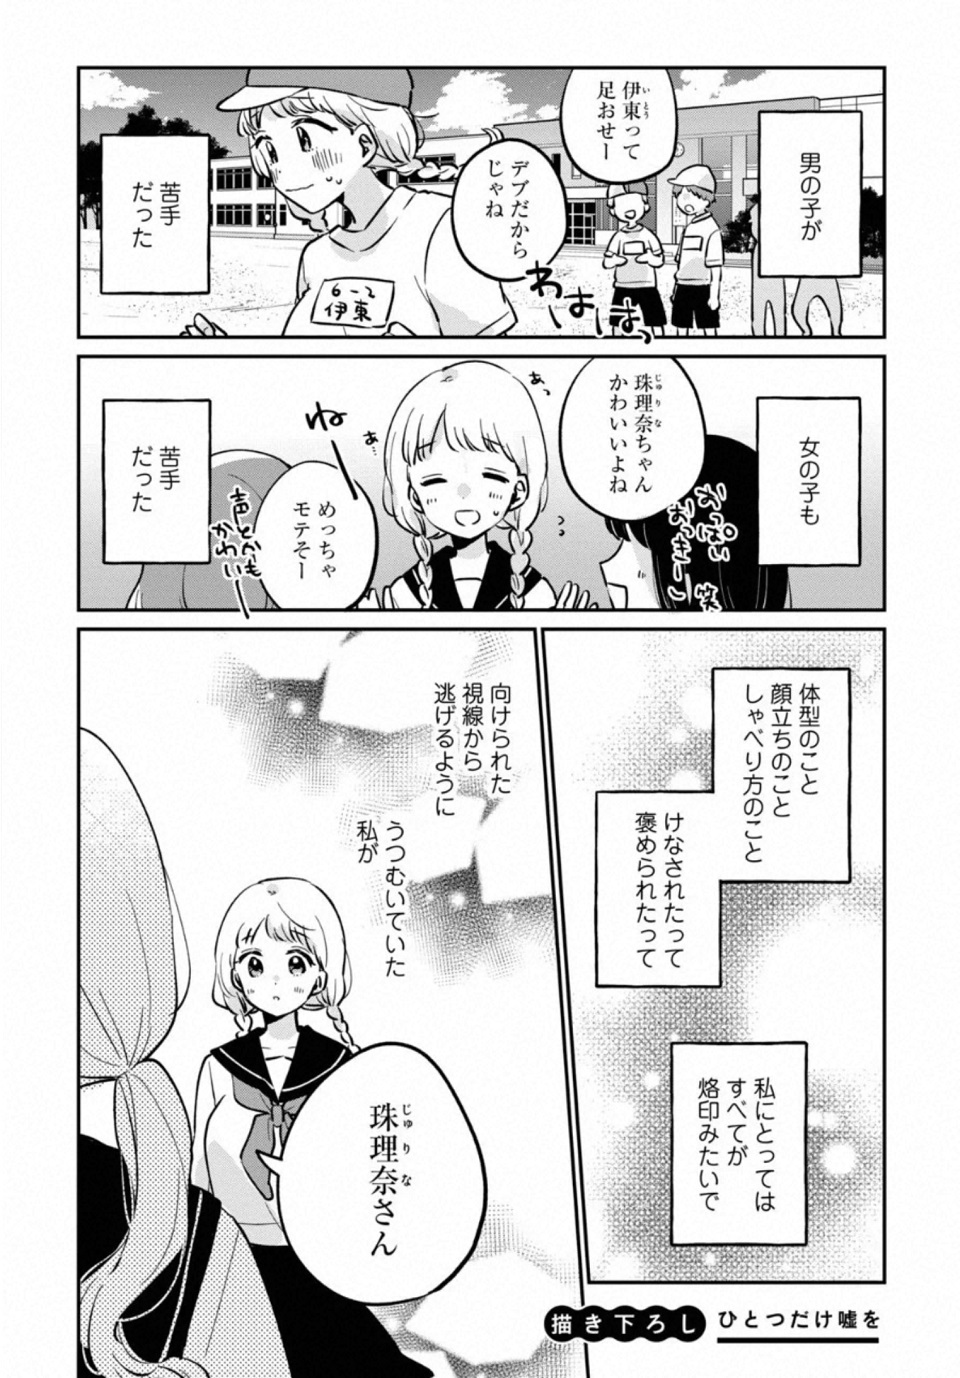 男の子が
伊東って
足おせー
デブだから
じゃね
わははっ
6-2
伊東
苦手
だった
女の子も
珠理奈ちゃん
かわいいよね
おっぱい
おっきーこ
笑
あっ
あぁ…
ね
めっちゃ
モテそー
声とかも
かわいいー
苦手
だった
体型のこと
顔立ちのこと
しゃべり方のこと
けなされたって
褒められたって
私にとっては
すべてが
烙印みたいで
向けられた
視線から
逃げるように
うつむいていた
私が
珠理奈さん
描き下ろし
ひとつだけ嘘を